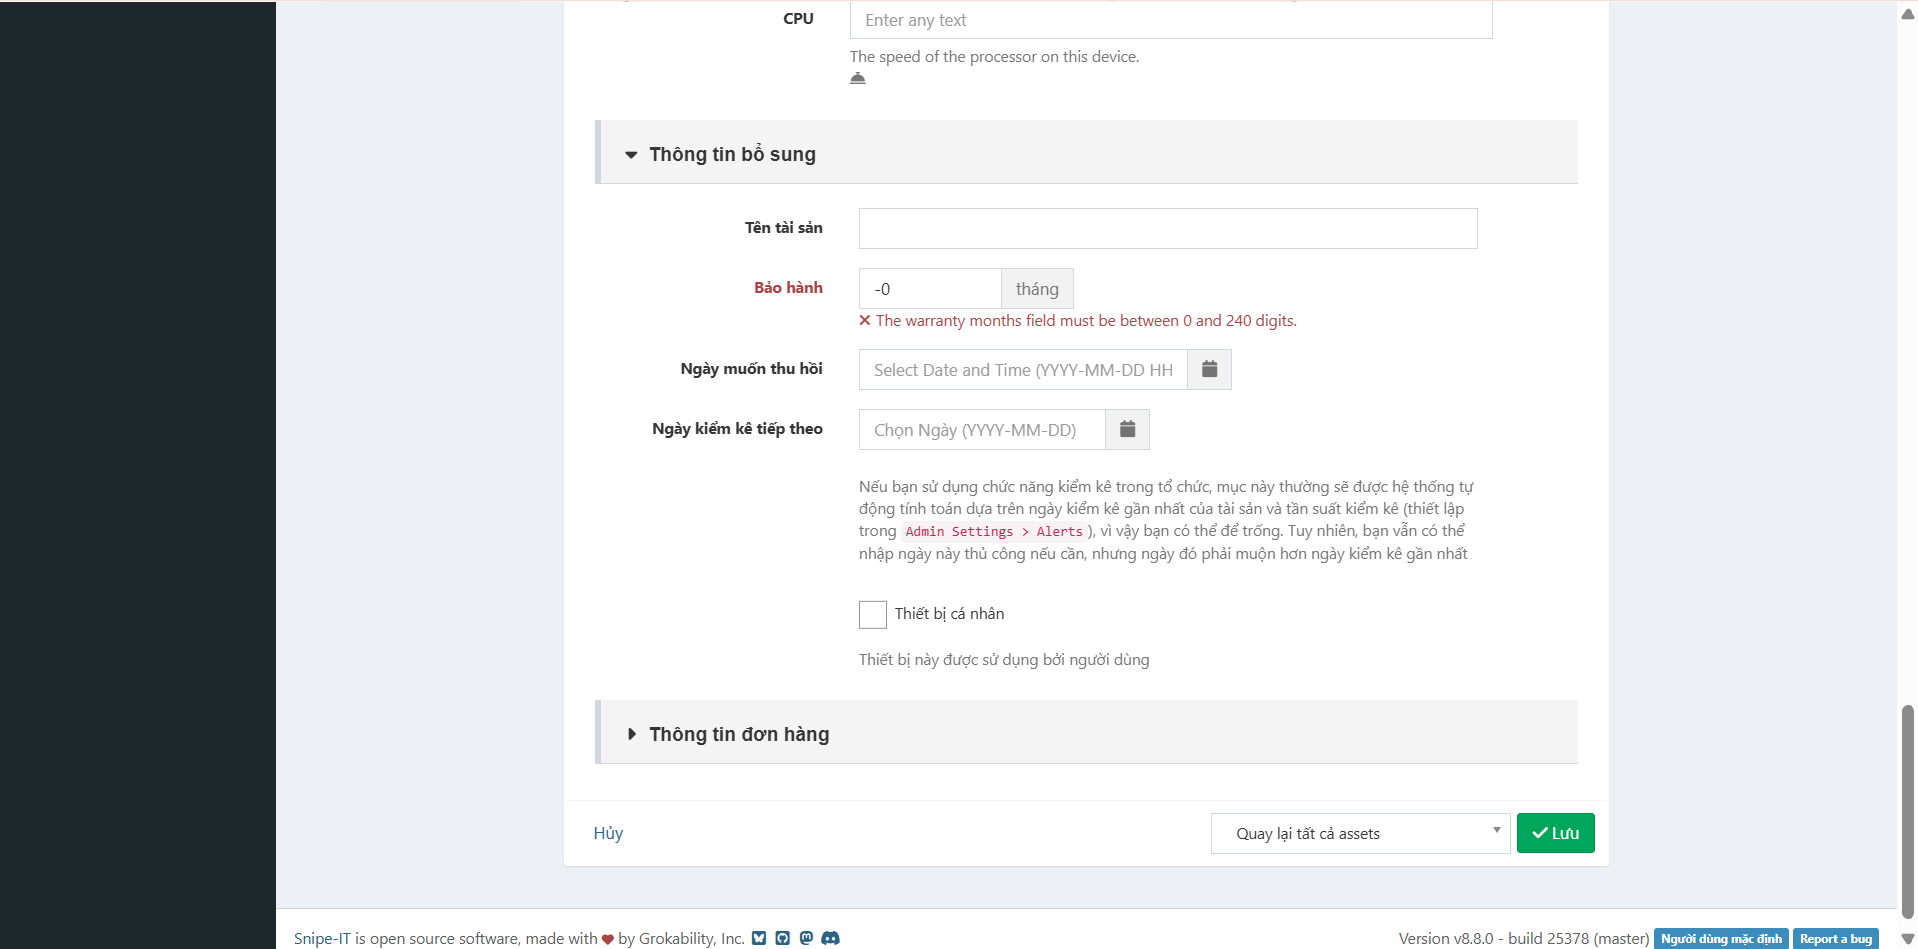 CPU
Enter any text
The speed of the processor on this device.
Thông tin bổ sung
Tên tài sản
Bảo hành
-0
tháng
The warranty months field must be between 0 and 240 digits.
Ngày muốn thu hồi
Select Date and Time (YYYY-MM-DD HH
Ngày kiểm kê tiếp theo
Chọn Ngày (YYYY-MM-DD)
Nếu bạn sử dụng chức năng kiểm kê trong tổ chức, mục này thường sẽ được hệ thống tự
động tính toán dựa trên ngày kiểm kê gần nhất của tài sản và tần suất kiểm kê (thiết lập
trong Admin Settings > Alerts), vì vậy bạn có thể để trống. Tuy nhiên, bạn vẫn có thể
nhập ngày này thủ công nếu cần, nhưng ngày đó phải muộn hơn ngày kiểm kê gần nhất
Thiết bị cá nhân
Thiết bị này được sử dụng bởi người dùng
Thông tin đơn hàng
Hủy
Quay lại tất cả assets
Lưu
Snipe-IT is open source software, made with ♥ by Grokability, Inc.
Version v8.8.0 - build 25378 (master)
Người dùng mặc định
Report a bug